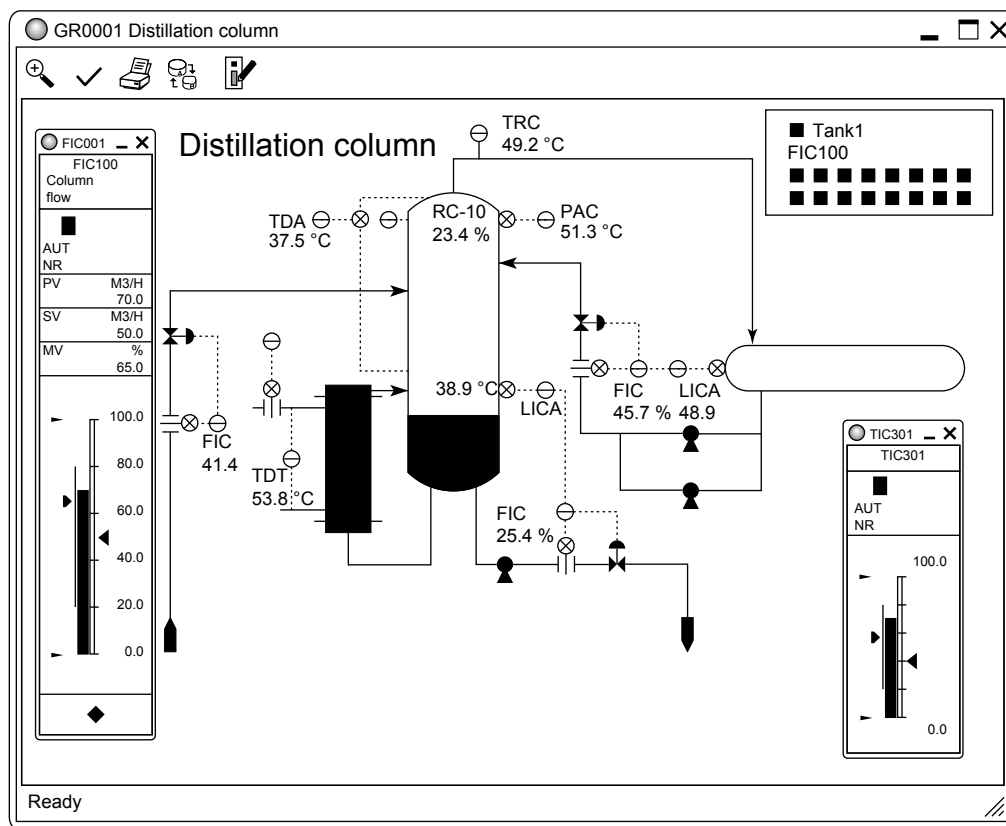 GR0001 Distillation column
FIC001
FIC100
Column
flow
AUT
NR
PV M3/H
70.0
SV M3/H
50.0
MV %
65.0
100.0
80.0
60.0
40.0
20.0
0.0
Distillation column
TRC
49.2 °C
Tank1
FIC100
TDA
37.5 °C
RC-10
23.4 %
PAC
51.3 °C
38.9 °C
LICA
FIC
45.7 %
LICA
48.9
FIC
41.4
TDT
53.8 °C
FIC
25.4 %
TIC301
TIC301
AUT
NR
100.0
0.0
Ready